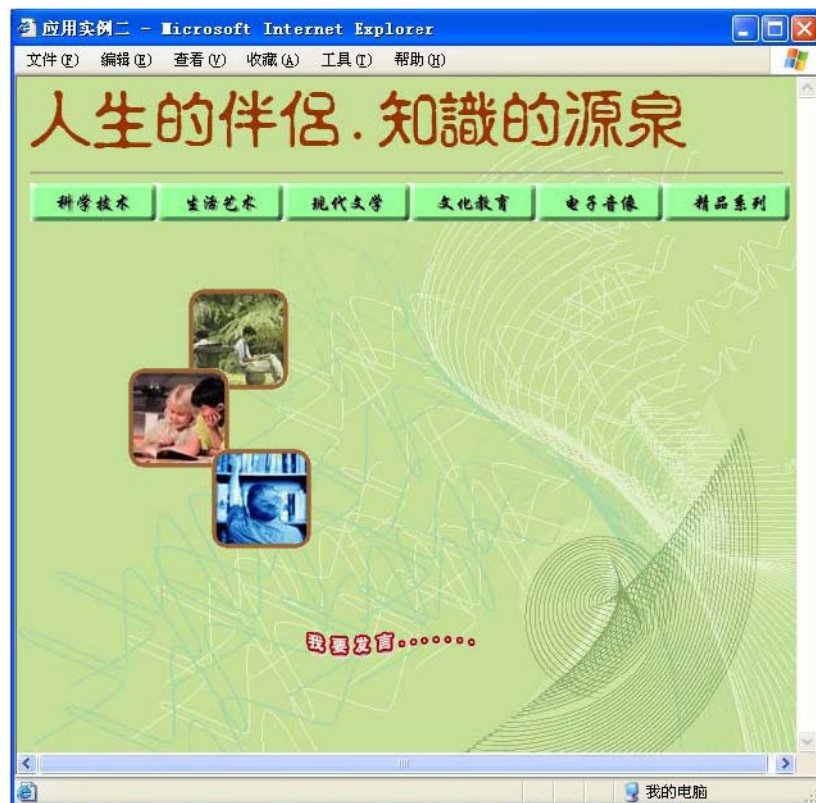 应用实例二 - Microsoft Internet Explorer
文件(F) 编辑(E) 查看(V) 收藏(A) 工具(T) 帮助(H)
人生的伴侣.知識的源泉
科学技术 生活艺术 现代文学 文化教育 电子音像 精品系列
我要发言.......
我的电脑